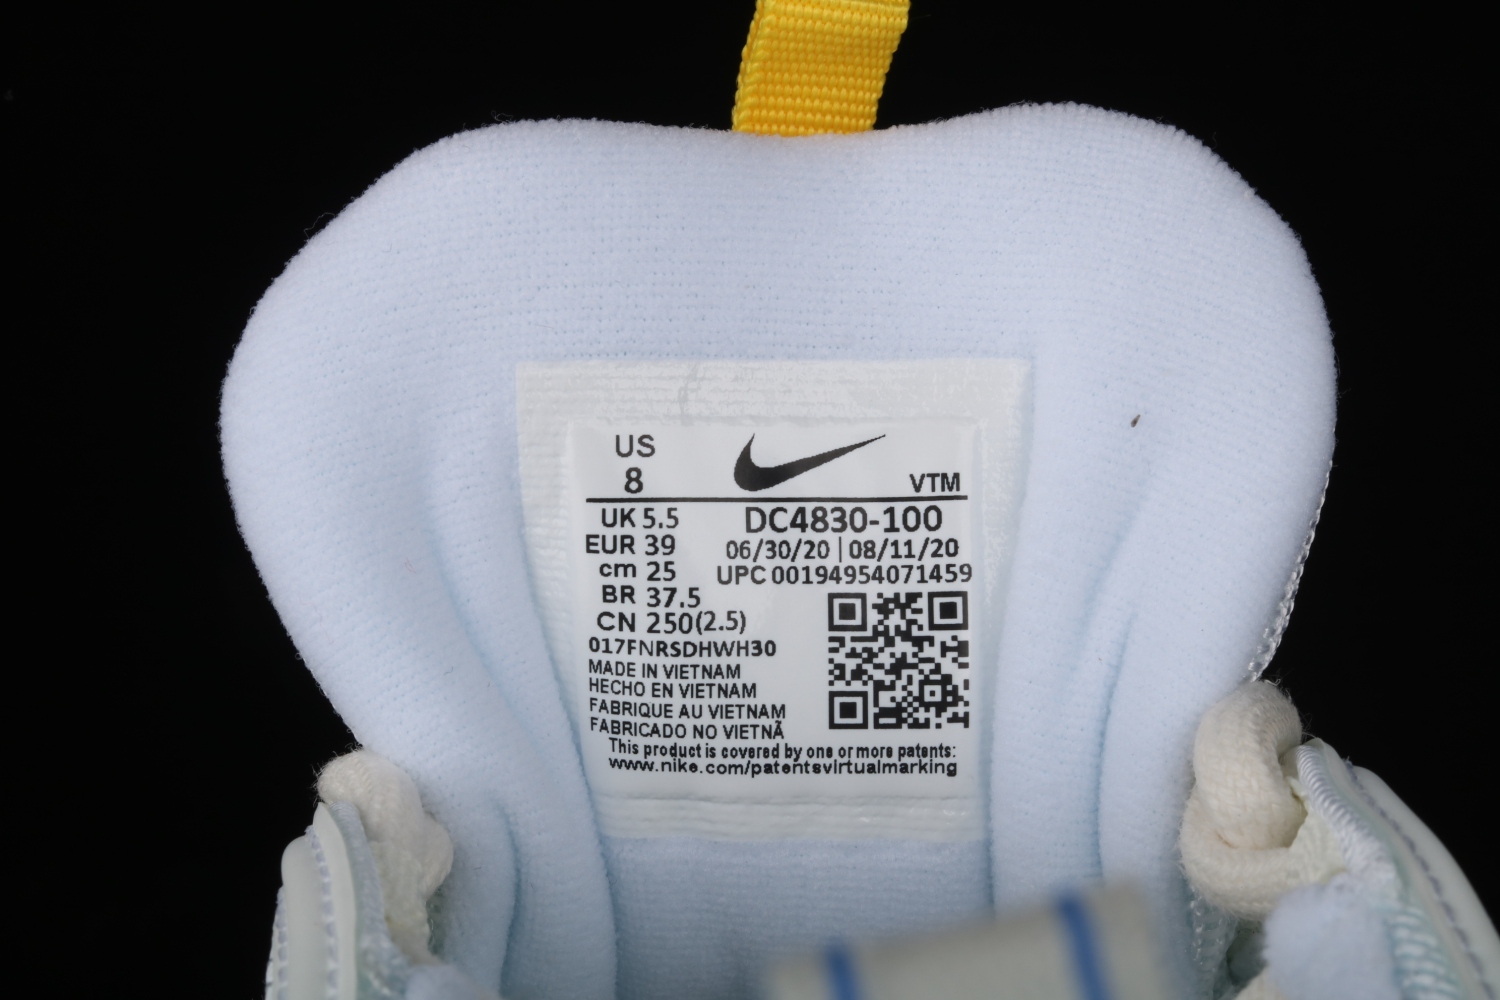 US
8
VTM
UK 5.5
EUR 39
cm 25
BR 37.5
CN 250(2.5)
DC4830-100
06/30/20 | 08/11/20
UPC 00194954071459
017FNRSDHWH30
MADE IN VIETNAM
HECHO EN VIETNAM
FABRIQUE AU VIETNAM
FABRICADO NO VIETNÃ
This product is covered by one or more patents:
www.nike.com/patentsvirtualmarking